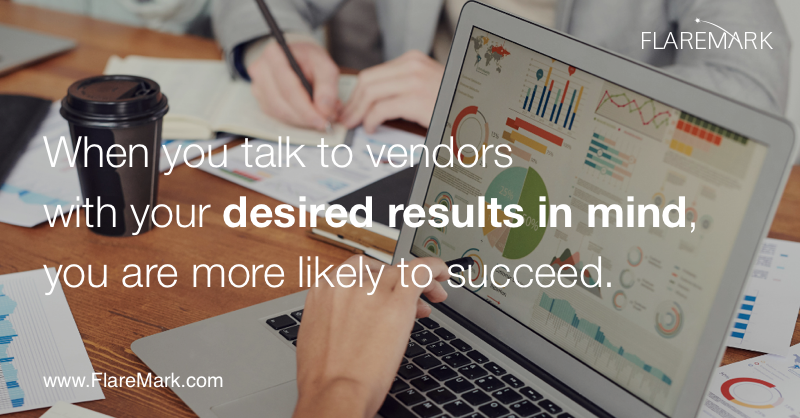 FLAREMARK
When you talk to vendors
with your desired results in mind,
you are more likely to succeed.
www.FlareMark.com